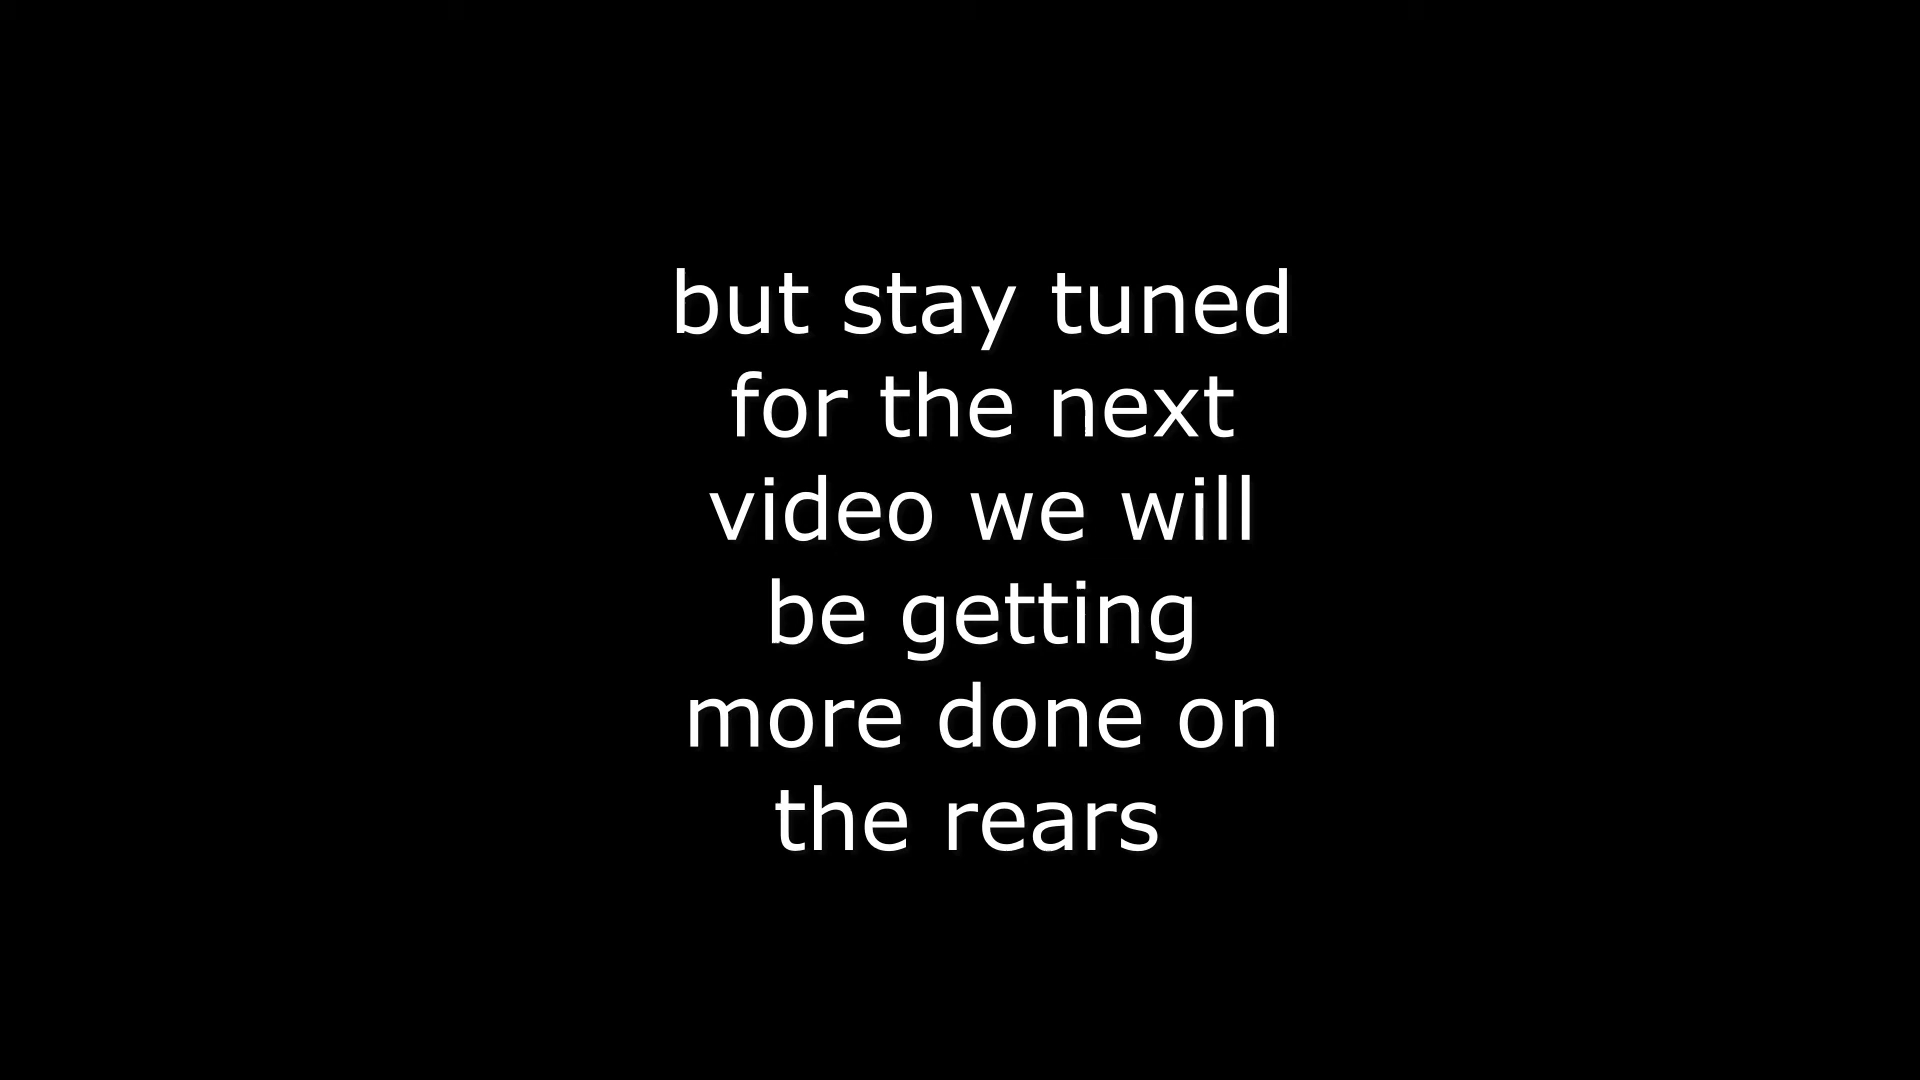 but stay tuned
for the next
video we will
be getting
more done on
the rears